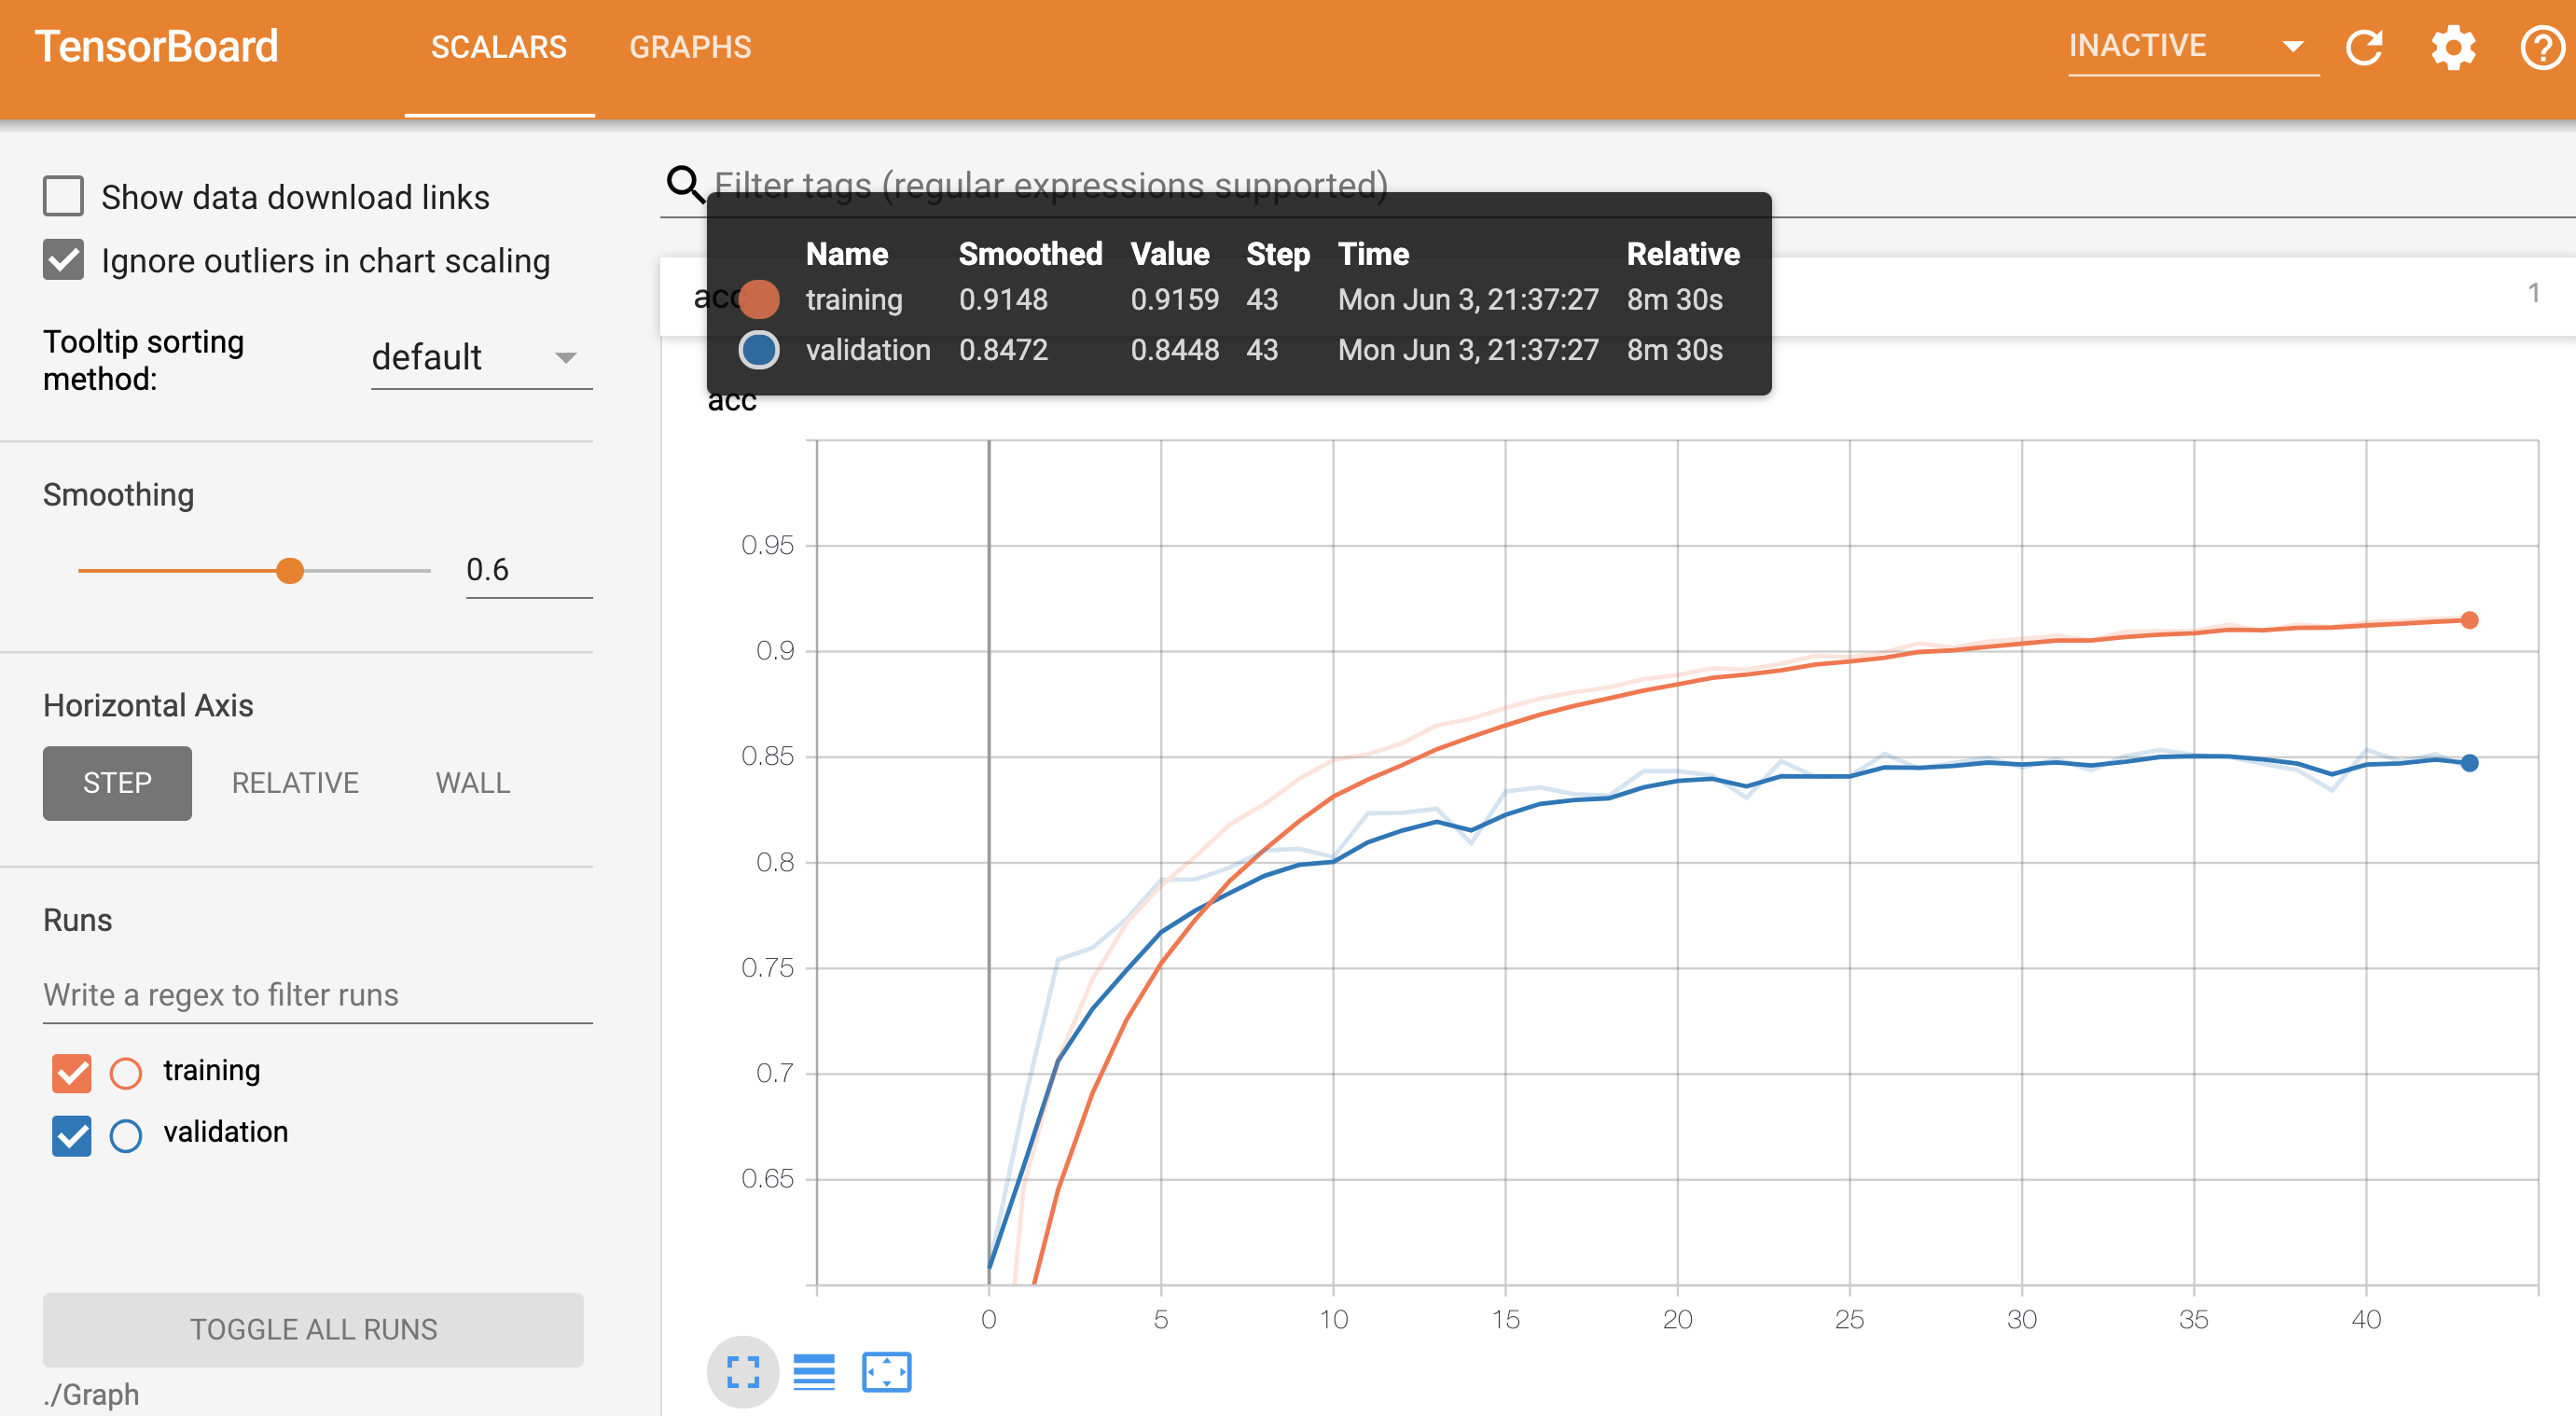 TensorBoard SCALARS GRAPHS INACTIVE
Show data download links
Ignore outliers in chart scaling
Tooltip sorting
method:
default
Smoothing
0.6
Horizontal Axis
STEP RELATIVE WALL
Runs
Write a regex to filter runs
training
validation
TOGGLE ALL RUNS
./Graph
Filter tags (regular expressions supported)
acc 1
Name Smoothed Value Step Time Relative
training 0.9148 0.9159 43 Mon Jun 3, 21:37:27 8m 30s
validation 0.8472 0.8448 43 Mon Jun 3, 21:37:27 8m 30s
acc
0.95
0.9
0.85
0.8
0.75
0.7
0.65
0 5 10 15 20 25 30 35 40